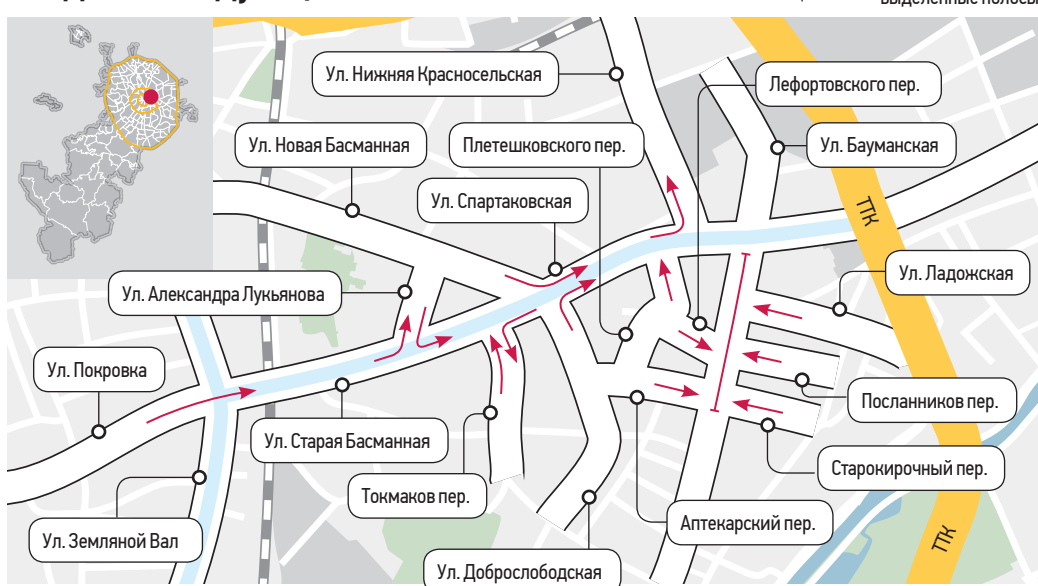 выделенные полосы
Ул. Нижняя Красносельская
Лефортовского пер.
Ул. Новая Басманная
Плетешковского пер.
Ул. Бауманская
Ул. Спартаковская
ТТК
Ул. Ладожская
Ул. Александра Лукьянова
Ул. Покровка
Посланников пер.
Ул. Старая Басманная
Старокирочный пер.
Токмаков пер.
Аптекарский пер.
Ул. Земляной Вал
ТТК
Ул. Доброслободская